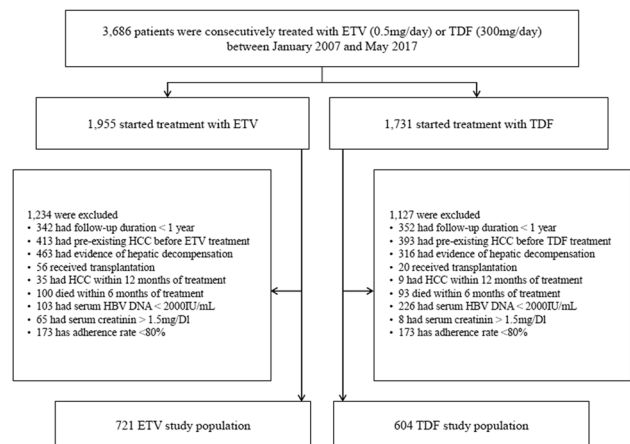 3,686 patients were consecutively treated with ETV (0.5mg/day) or TDF (300mg/day)
between January 2007 and May 2017
1,955 started treatment with ETV
1,731 started treatment with TDF
1,234 were excluded
• 342 had follow-up duration < 1 year
• 413 had pre-existing HCC before ETV treatment
• 463 had evidence of hepatic decompensation
• 56 received transplantation
• 35 had HCC within 12 months of treatment
• 100 died within 6 months of treatment
• 103 had serum HBV DNA < 2000IU/mL
• 65 had serum creatinin > 1.5mg/Dl
• 173 has adherence rate <80%
1,127 were excluded
• 352 had follow-up duration < 1 year
• 393 had pre-existing HCC before TDF treatment
• 316 had evidence of hepatic decompensation
• 20 received transplantation
• 9 had HCC within 12 months of treatment
• 93 died within 6 months of treatment
• 226 had serum HBV DNA < 2000IU/mL
• 8 had serum creatinin > 1.5mg/Dl
• 173 has adherence rate <80%
721 ETV study population
604 TDF study population